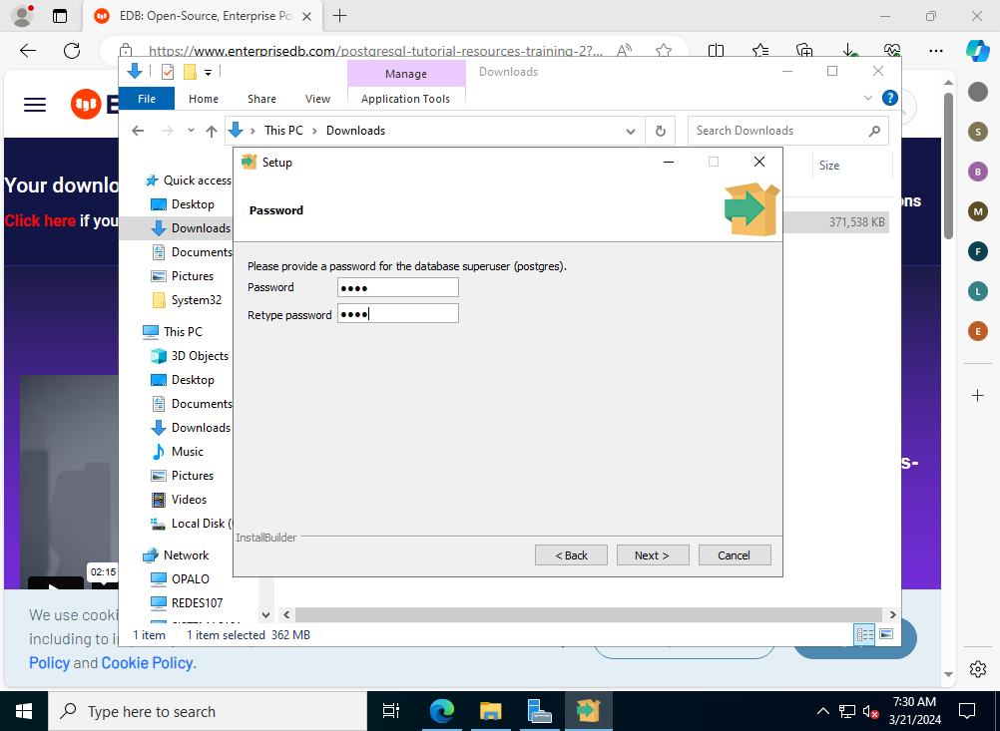 EDB: Open-Source, Enterprise Po
https://www.enterprisedb.com/postgresql-tutorial-resources-training-2?...
Manage
Downloads
File
Home
Share
View
Application Tools
This PC
Downloads
Search Downloads
Setup
Size
Password
Your downlo
ons
Click here if you
371,538 KB
Quick access
Desktop
Downloads
Documents
Pictures
System32
This PC
3D Objects
Desktop
Documents
Downloads
Music
Pictures
Videos
Local Disk (
Network
OPALO
REDES107
Please provide a password for the database superuser (postgres).
Password
••••
Retype password
••••
InstallBuilder
< Back
Next >
Cancel
S
B
M
F
L
E
s-
02:15
1 item
1 item selected
362 MB
We use cooki
including to i
Policy and Cookie Policy.
Type here to search
7:30 AM
3/21/2024